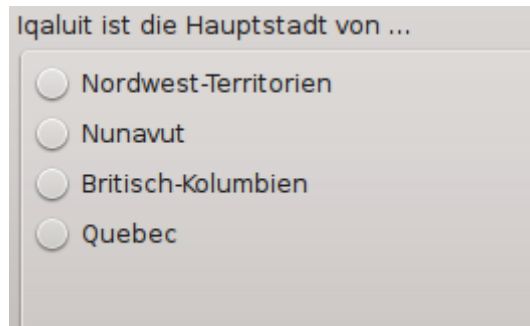 Iqaluit ist die Hauptstadt von ...
Nordwest-Territorien
Nunavut
Britisch-Kolumbien
Quebec